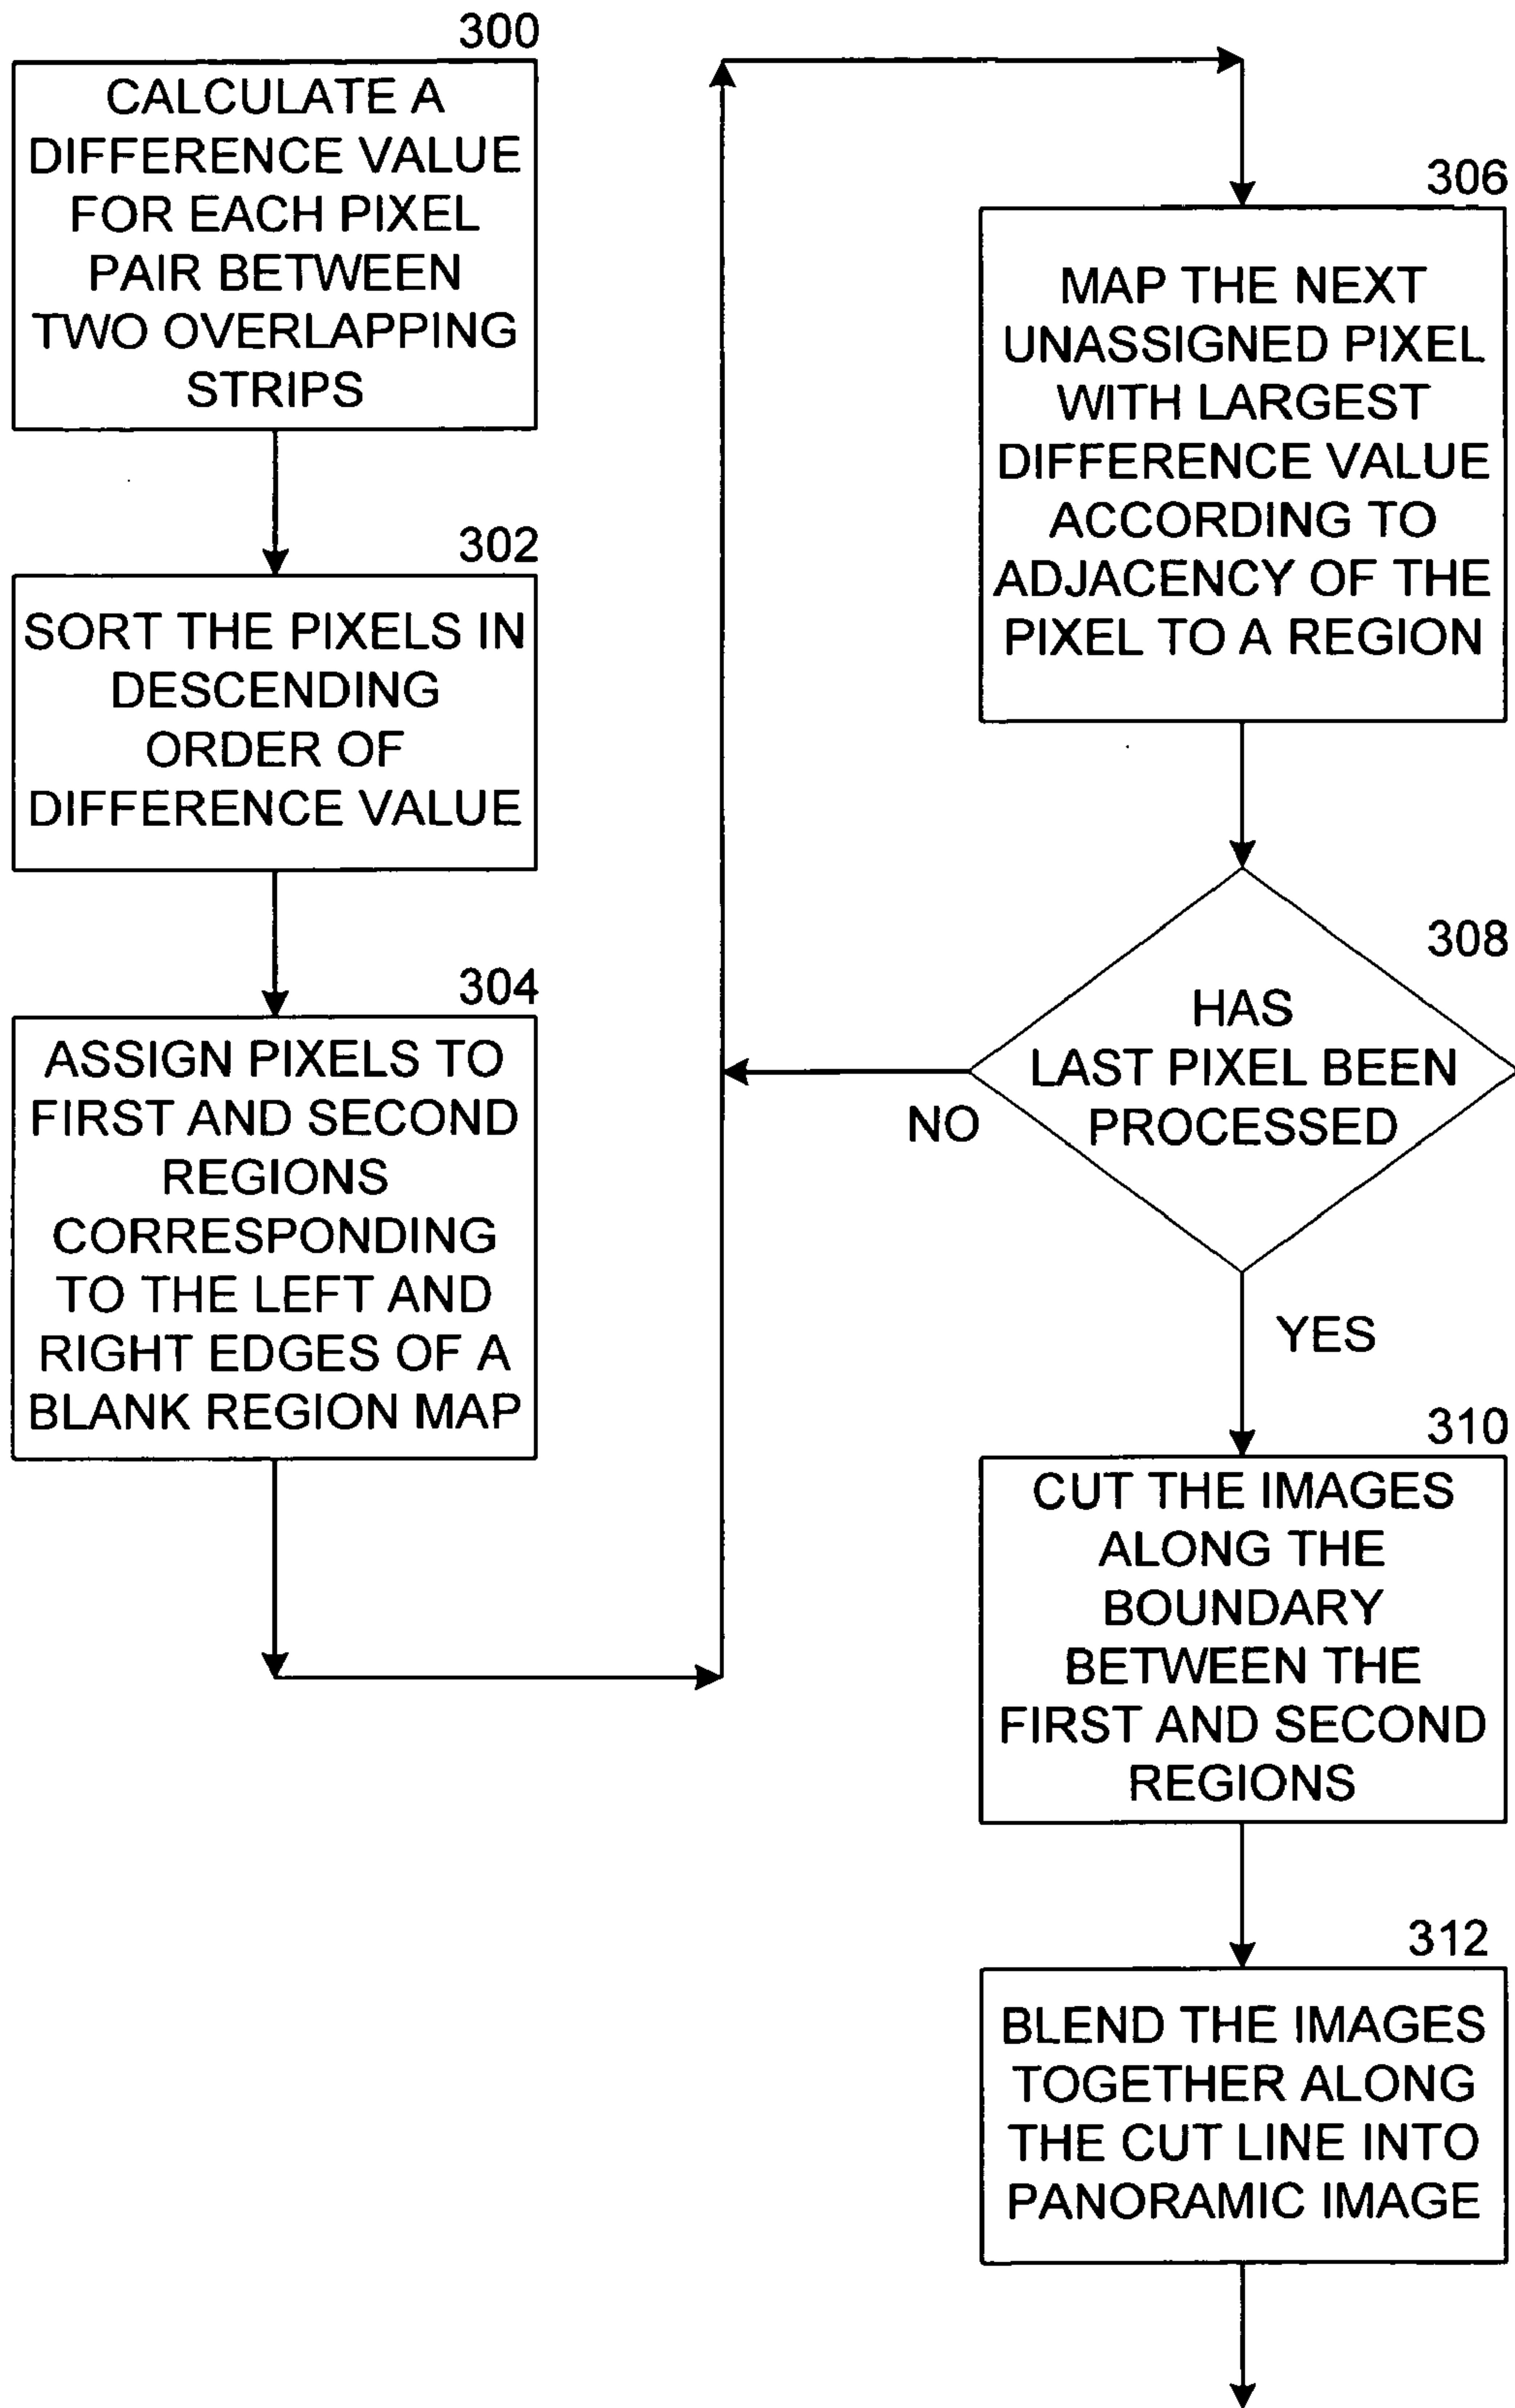 300
CALCULATE A
DIFFERENCE VALUE
FOR EACH PIXEL
PAIR BETWEEN
TWO OVERLAPPING
STRIPS
302
SORT THE PIXELS IN
DESCENDING
ORDER OF
DIFFERENCE VALUE
304
ASSIGN PIXELS TO
FIRST AND SECOND
REGIONS
CORRESPONDING
TO THE LEFT AND
RIGHT EDGES OF A
BLANK REGION MAP
306
MAP THE NEXT
UNASSIGNED PIXEL
WITH LARGEST
DIFFERENCE VALUE
ACCORDING TO
ADJACENCY OF THE
PIXEL TO A REGION
308
HAS
LAST PIXEL BEEN
PROCESSED
NO
YES
310
CUT THE IMAGES
ALONG THE
BOUNDARY
BETWEEN THE
FIRST AND SECOND
REGIONS
312
BLEND THE IMAGES
TOGETHER ALONG
THE CUT LINE INTO
PANORAMIC IMAGE